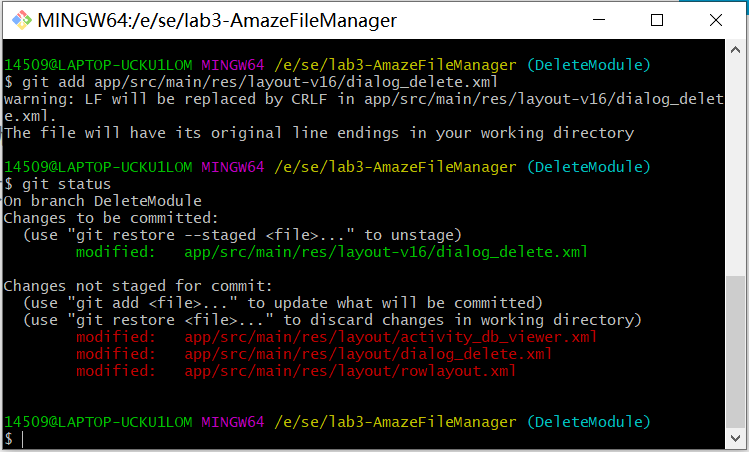 MINGW64:/e/se/lab3-AmazeFileManager
14509@LAPTOP-UCKU1LOM MINGW64 /e/se/lab3-AmazeFileManager (DeleteModule)
$ git add app/src/main/res/layout-v16/dialog_delete.xml
warning: LF will be replaced by CRLF in app/src/main/res/layout-v16/dialog_delet
e.xml.
The file will have its original line endings in your working directory
14509@LAPTOP-UCKU1LOM MINGW64 /e/se/lab3-AmazeFileManager (DeleteModule)
$ git status
On branch DeleteModule
Changes to be committed:
  (use "git restore --staged <file>..." to unstage)
        modified:   app/src/main/res/layout-v16/dialog_delete.xml
Changes not staged for commit:
  (use "git add <file>..." to update what will be committed)
  (use "git restore <file>..." to discard changes in working directory)
        modified:   app/src/main/res/layout/activity_db_viewer.xml
        modified:   app/src/main/res/layout/dialog_delete.xml
        modified:   app/src/main/res/layout/rowlayout.xml
14509@LAPTOP-UCKU1LOM MINGW64 /e/se/lab3-AmazeFileManager (DeleteModule)
$